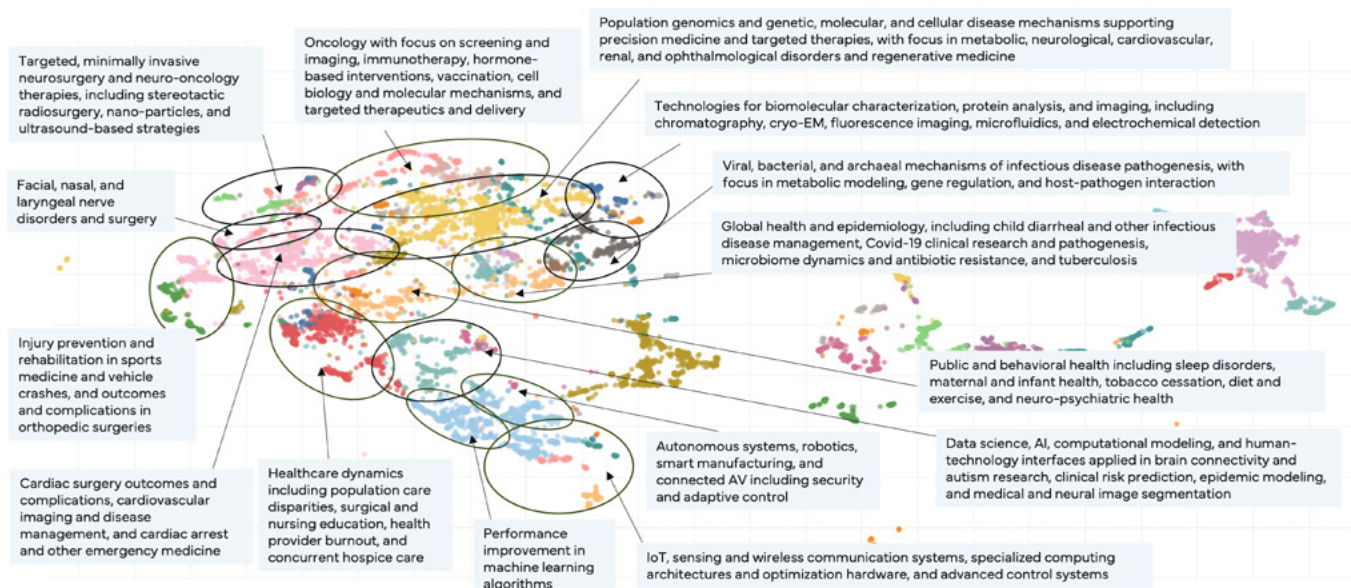 Population genomics and genetic, molecular, and cellular disease mechanisms supporting
precision medicine and targeted therapies, with focus in metabolic, neurological, cardiovascular,
renal, and ophthalmological disorders and regenerative medicine
Oncology with focus on screening and
imaging, immunotherapy, hormone-
based interventions, vaccination, cell
biology and molecular mechanisms, and
targeted therapeutics and delivery
Targeted, minimally invasive
neurosurgery and neuro-oncology
therapies, including stereotactic
radiosurgery, nano-particles, and
ultrasound-based strategies
Technologies for biomolecular characterization, protein analysis, and imaging, including
chromatography, cryo-EM, fluorescence imaging, microfluidics, and electrochemical detection
Viral, bacterial, and archaeal mechanisms of infectious disease pathogenesis, with
focus in metabolic modeling, gene regulation, and host-pathogen interaction
Facial, nasal, and
laryngeal nerve
disorders and surgery
Global health and epidemiology, including child diarrheal and other infectious
disease management, Covid-19 clinical research and pathogenesis,
microbiome dynamics and antibiotic resistance, and tuberculosis
Injury prevention and
rehabilitation in sports
medicine and vehicle
crashes, and outcomes
and complications in
orthopedic surgeries
Public and behavioral health including sleep disorders,
maternal and infant health, tobacco cessation, diet and
exercise, and neuro-psychiatric health
Autonomous systems, robotics,
smart manufacturing, and
connected AV including security
and adaptive control
Data science, AI, computational modeling, and human-
technology interfaces applied in brain connectivity and
autism research, clinical risk prediction, epidemic modeling,
and medical and neural image segmentation
Cardiac surgery outcomes and
complications, cardiovascular
imaging and disease
management, and cardiac arrest
and other emergency medicine
Healthcare dynamics
including population care
disparities, surgical and
nursing education, health
provider burnout, and
concurrent hospice care
Performance
improvement in
machine learning
algorithms
IoT, sensing and wireless communication systems, specialized computing
architectures and optimization hardware, and advanced control systems